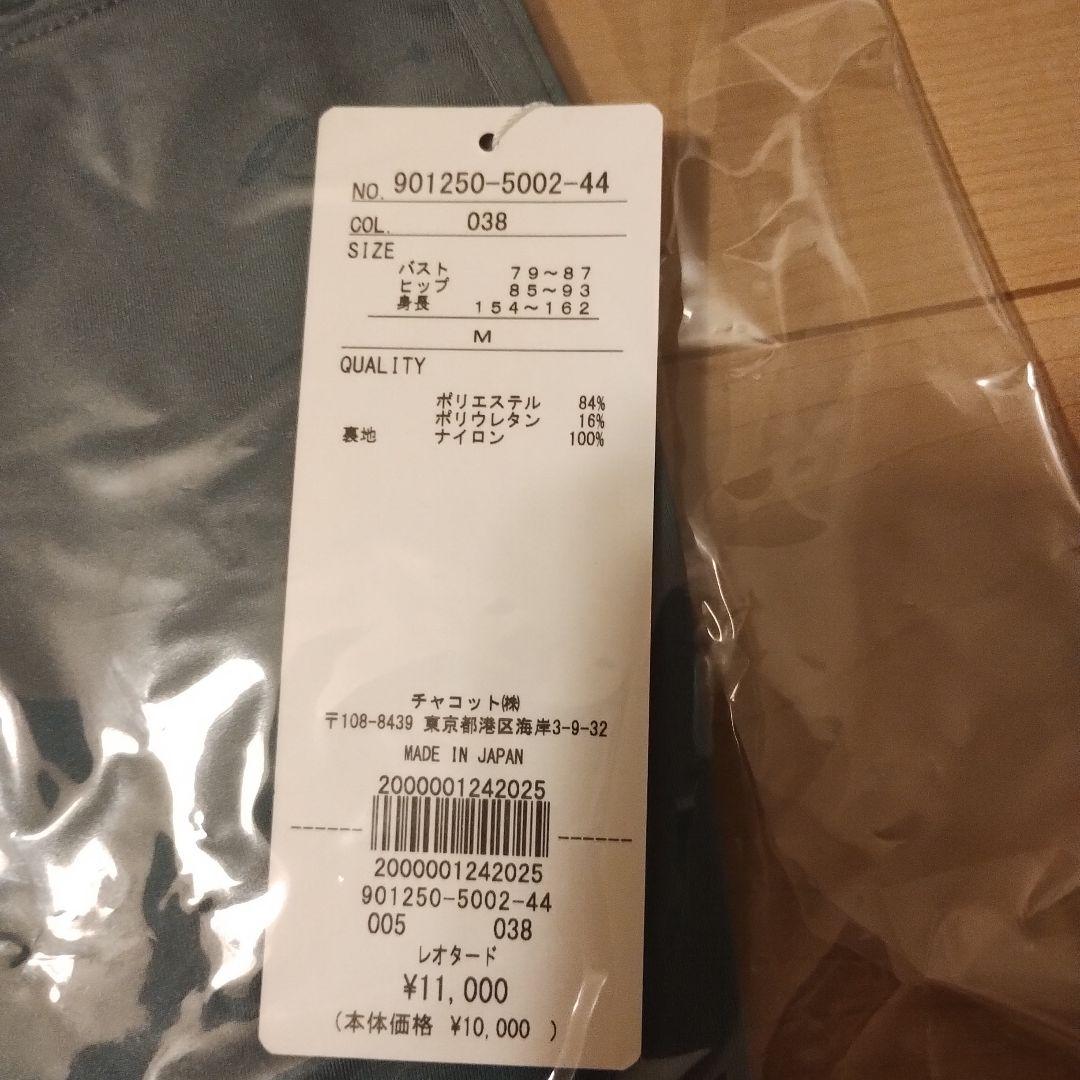 NO. 901250-5002-44
COL. 038
SIZE
バスト 79~87
ヒップ 85~93
身長 154~162
M
QUALITY
ポリエステル 84%
ポリウレタン 16%
裏地 ナイロン 100%
チャコット㈱
〒108-8439 東京都港区海岸3-9-32
MADE IN JAPAN
2000001242025
2000001242025
901250-5002-44
005 038
レオタード
¥11,000
(本体価格 ¥10,000 )